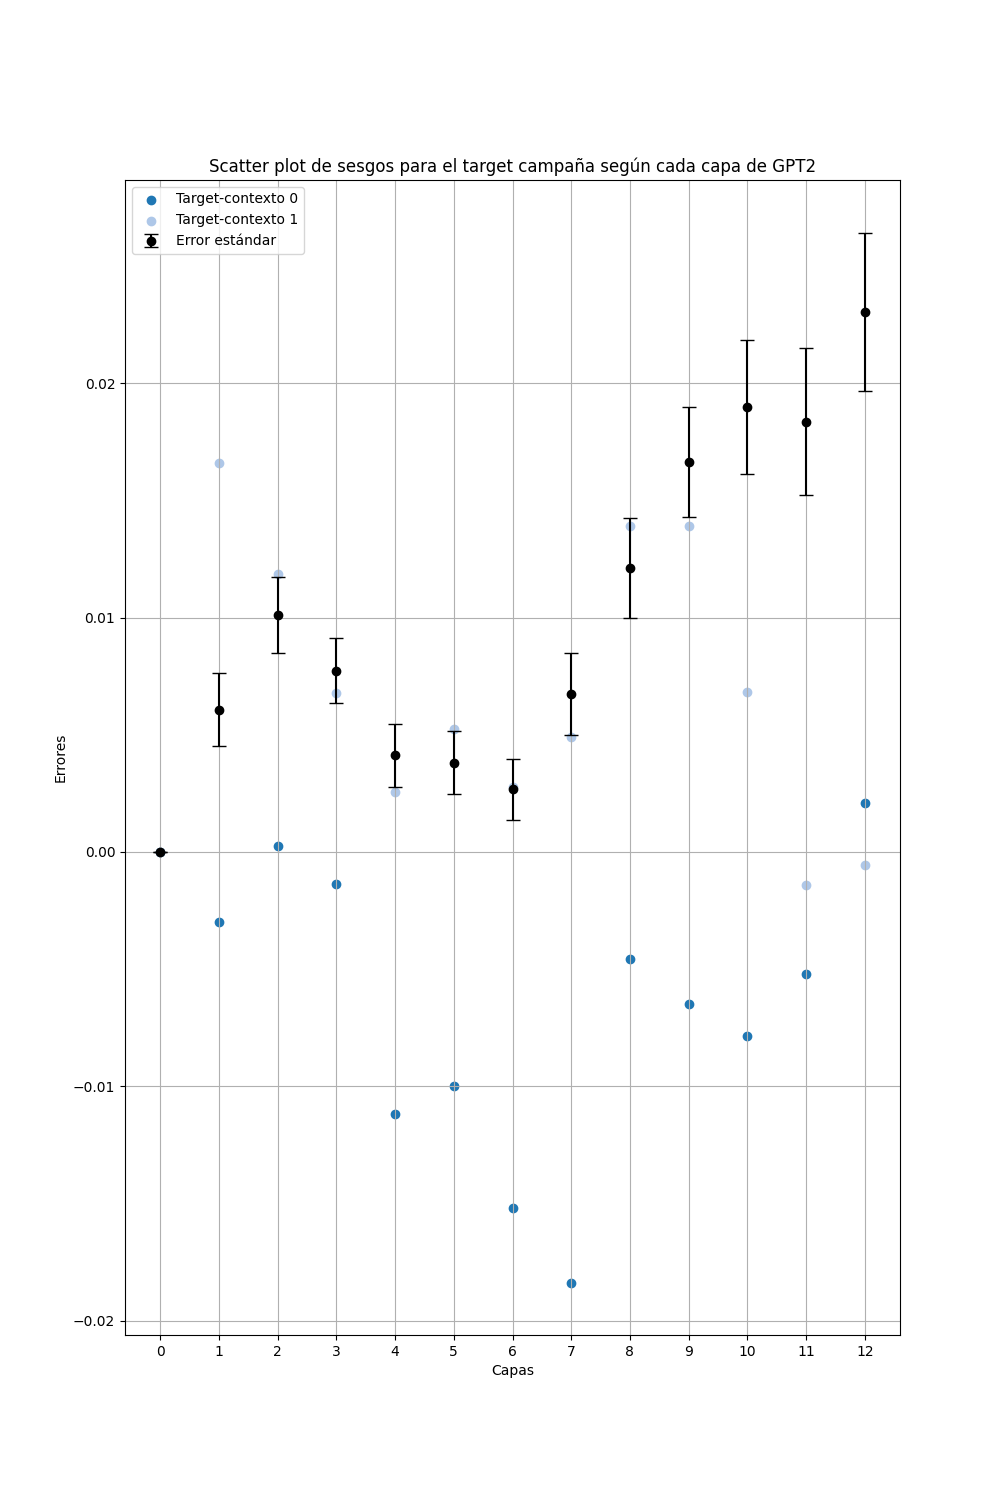 Scatter plot de sesgos para el target campaña según cada capa de GPT2
Target-contexto 0
Target-contexto 1
Error estándar
0.02
0.01
0.00
−0.01
−0.02
Errores
0 1 2 3 4 5 6 7 8 9 10 11 12
Capas